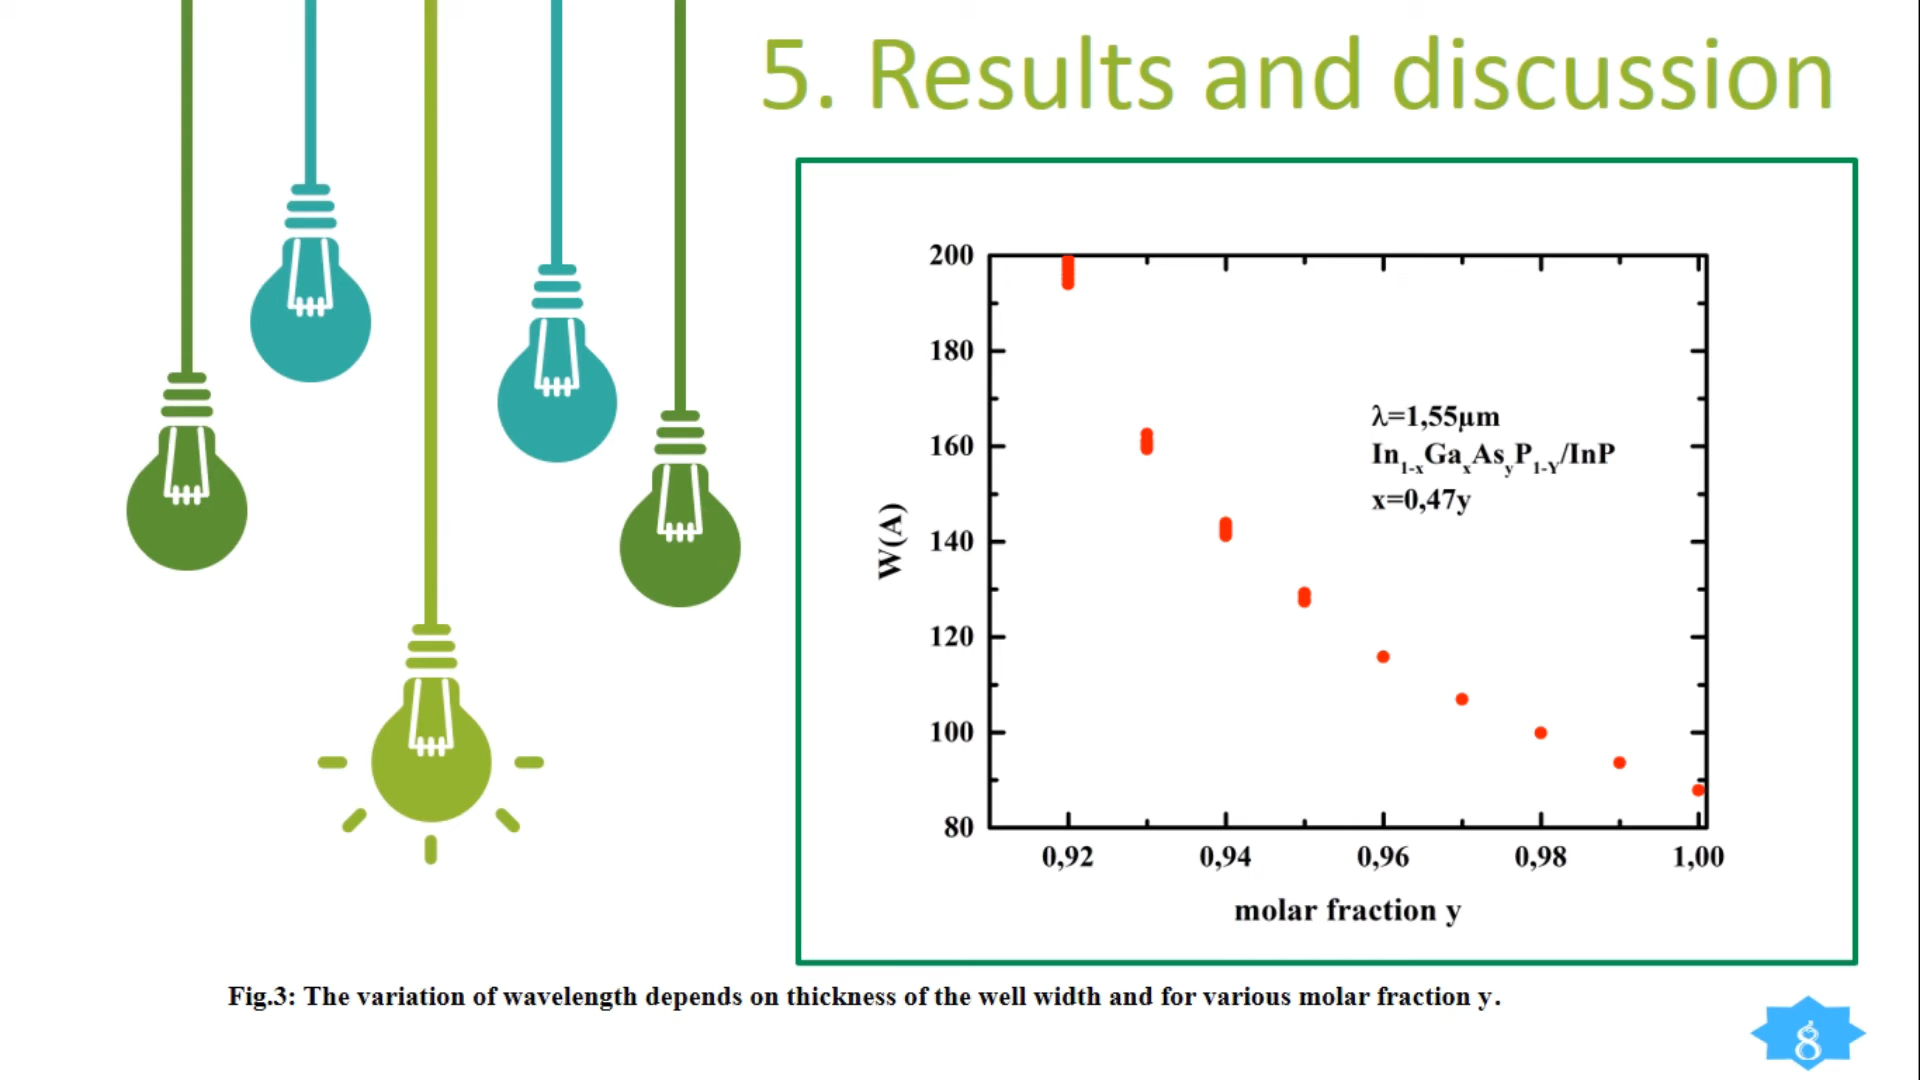 5. Results and discussion
200
180
160
140
120
100
80
W(A)
λ=1,55µm
In1-xGaxAsyP1-Y/InP
x=0,47y
0,92 0,94 0,96 0,98 1,00
molar fraction y
Fig.3: The variation of wavelength depends on thickness of the well width and for various molar fraction y.
8